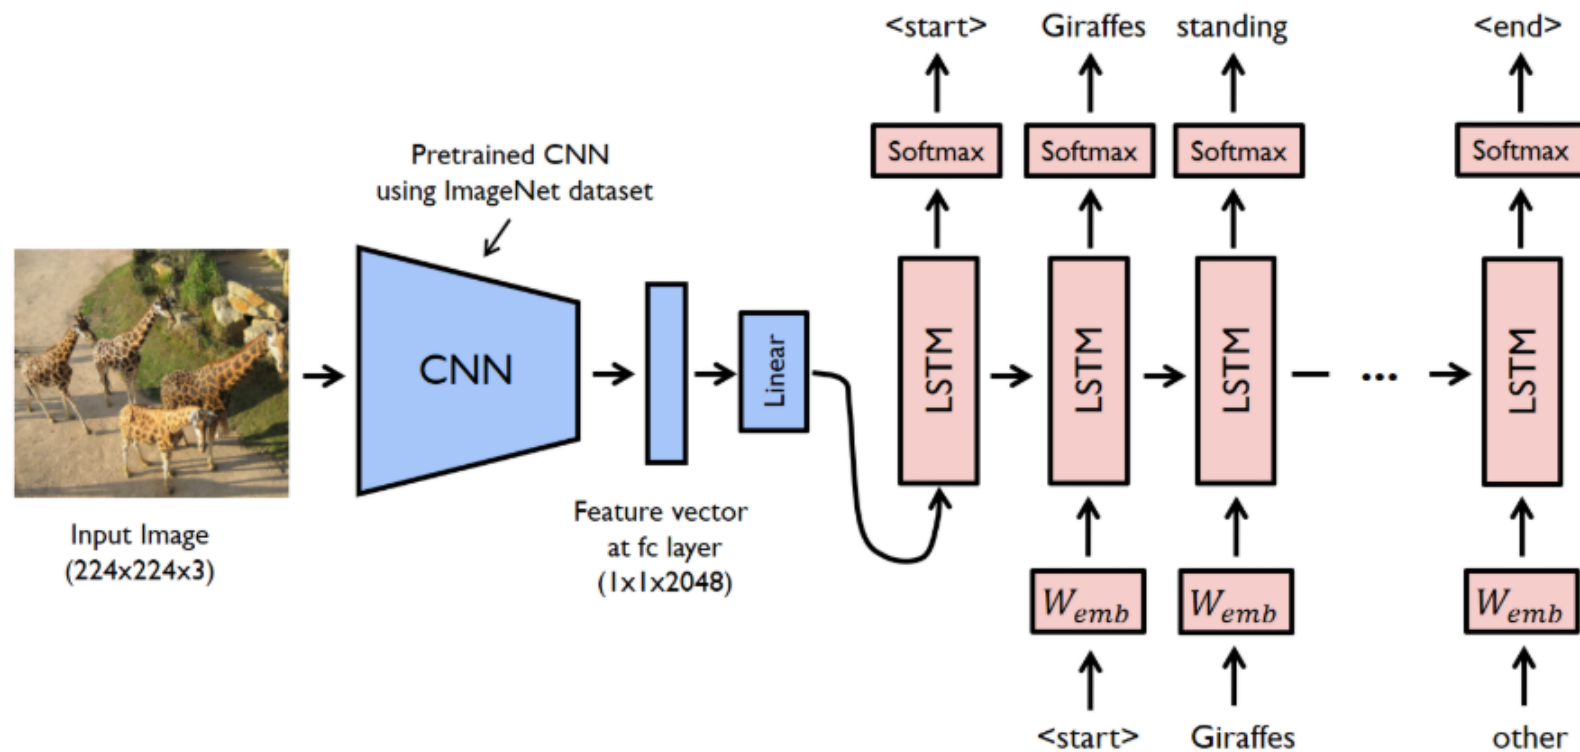 <start> Giraffes standing <end>
Softmax Softmax Softmax Softmax
Pretrained CNN
using ImageNet dataset
CNN
Linear
LSTM LSTM LSTM ... LSTM
Input Image
(224x224x3)
Feature vector
at fc layer
(1x1x2048)
W_emb W_emb W_emb
<start> Giraffes other